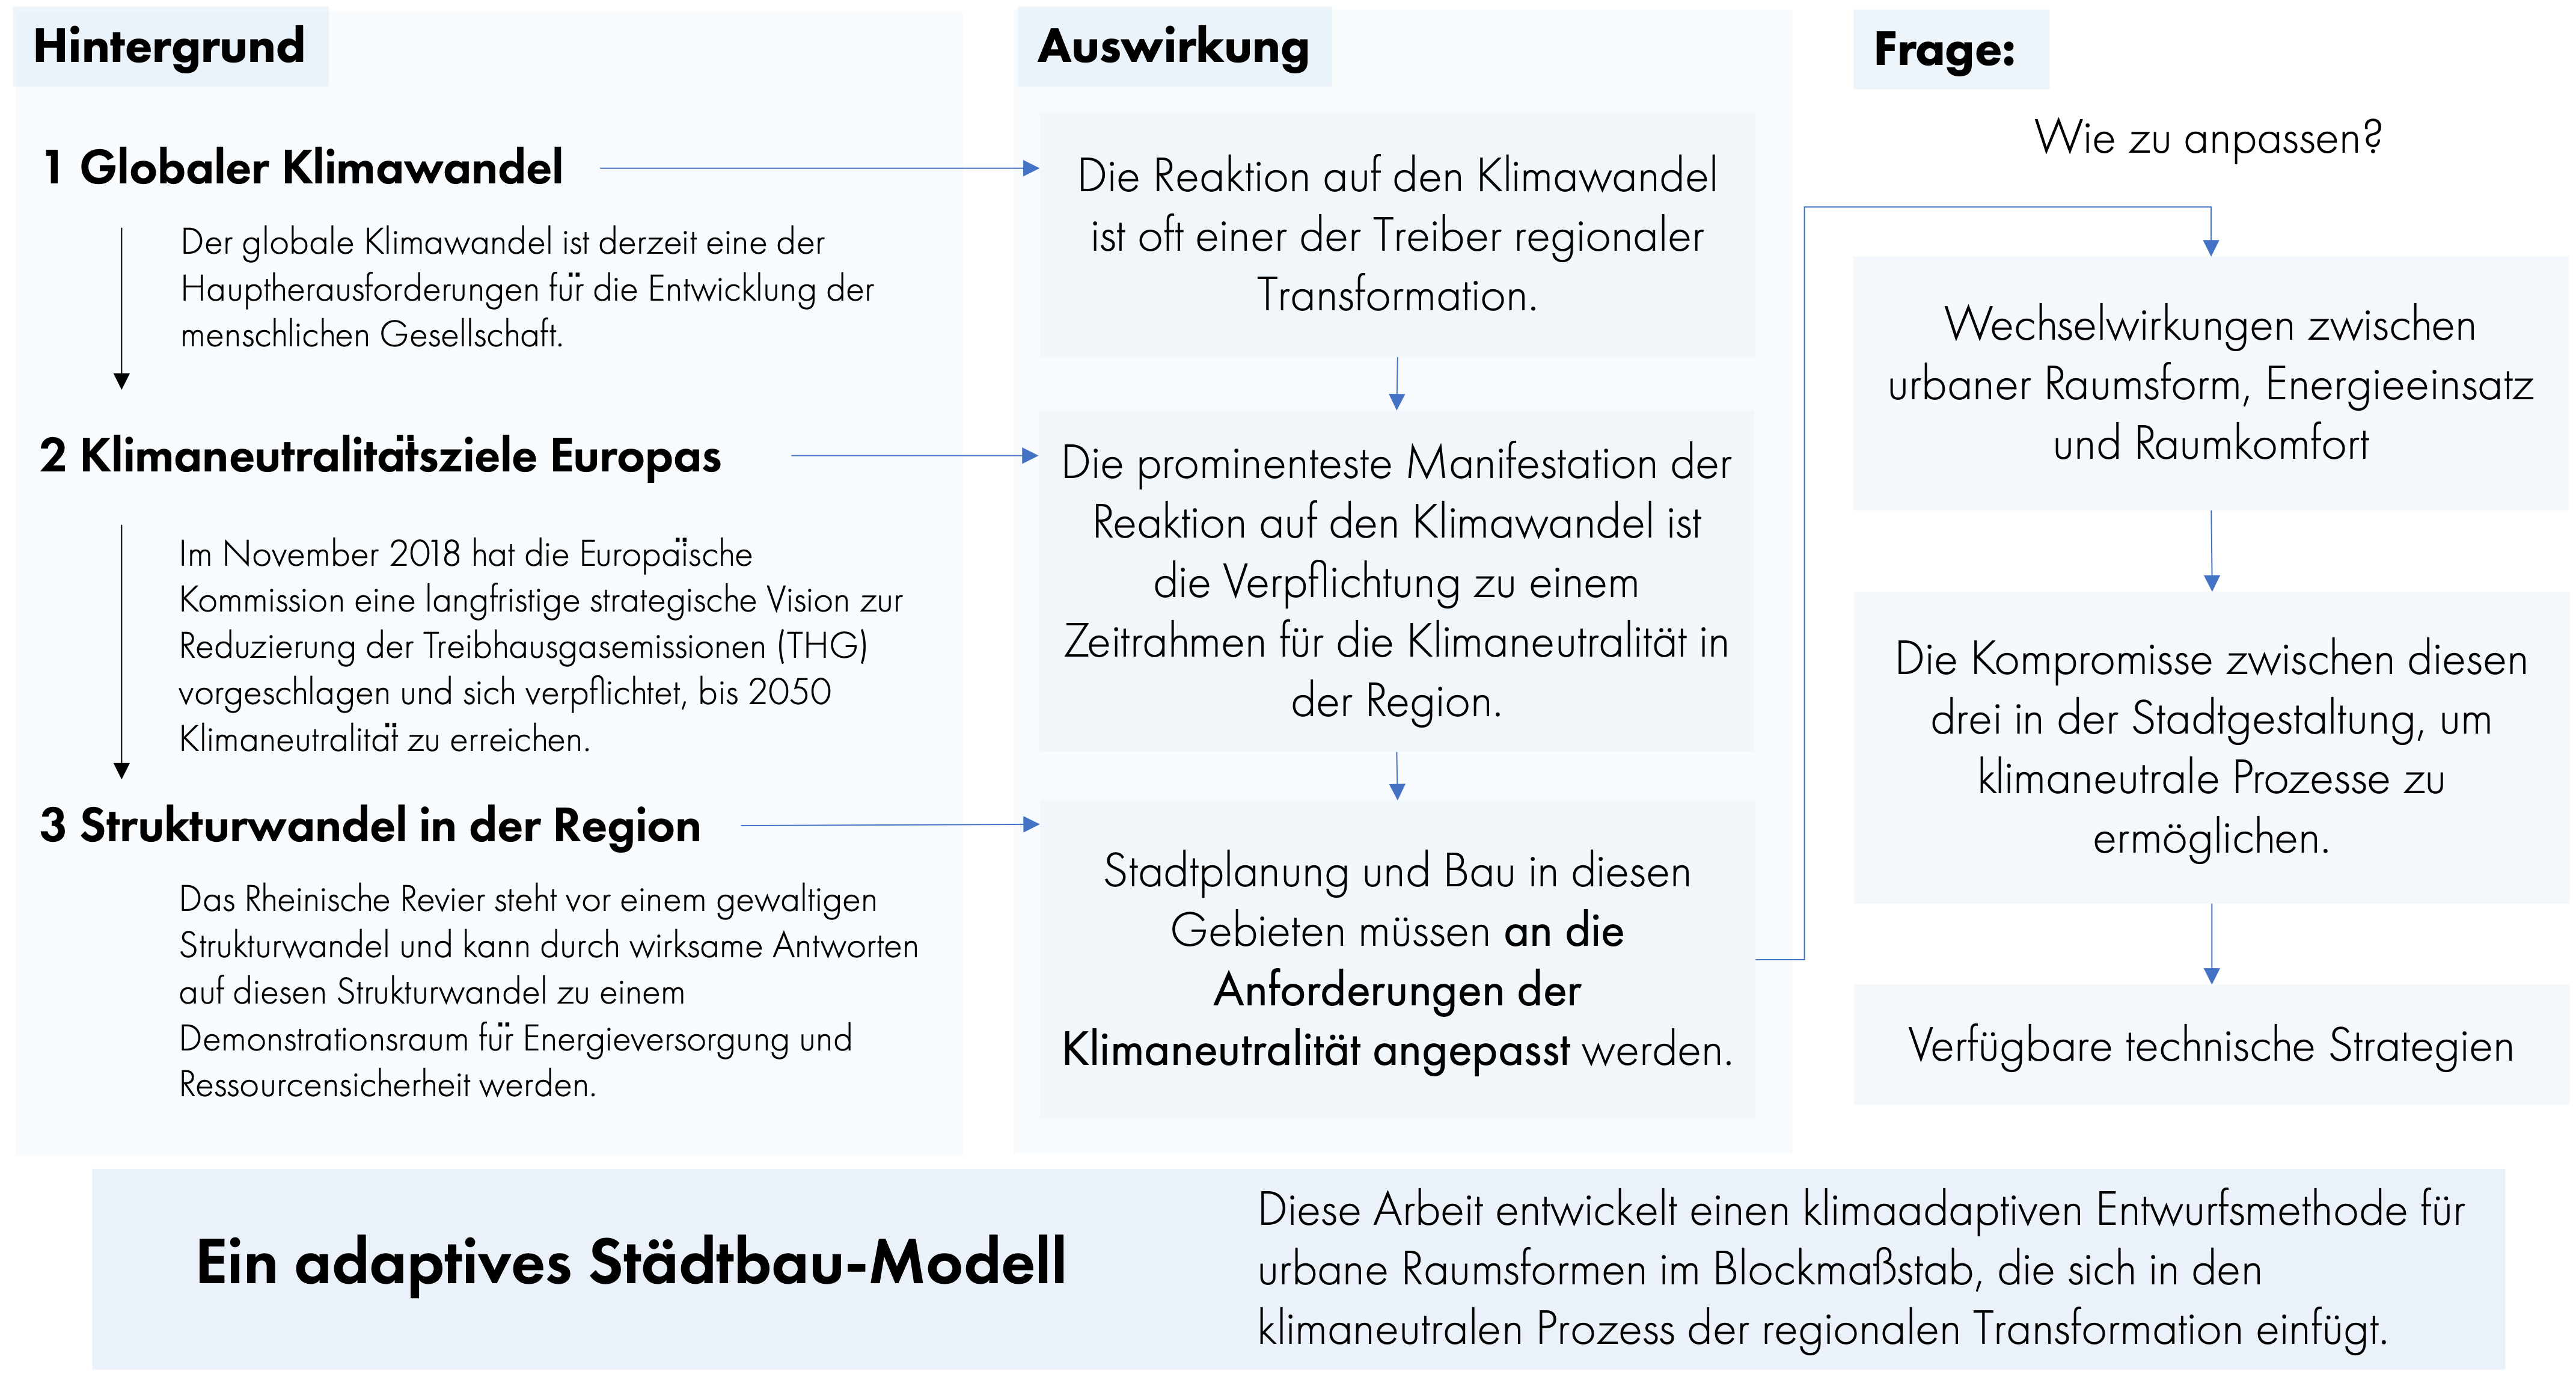 Hintergrund
1 Globaler Klimawandel
Der globale Klimawandel ist derzeit eine der
Hauptherausforderungen für die Entwicklung der
menschlichen Gesellschaft.
2 Klimaneutralitätsziele Europas
Im November 2018 hat die Europäische
Kommission eine langfristige strategische Vision zur
Reduzierung der Treibhausgasemissionen (THG)
vorgeschlagen und sich verpflichtet, bis 2050
Klimaneutralität zu erreichen.
3 Strukturwandel in der Region
Das Rheinische Revier steht vor einem gewaltigen
Strukturwandel und kann durch wirksame Antworten
auf diesen Strukturwandel zu einem
Demonstrationsraum für Energieversorgung und
Ressourcensicherheit werden.
Auswirkung
Die Reaktion auf den Klimawandel
ist oft einer der Treiber regionaler
Transformation.
Die prominenteste Manifestation der
Reaktion auf den Klimawandel ist
die Verpflichtung zu einem
Zeitrahmen für die Klimaneutralität in
der Region.
Stadtplanung und Bau in diesen
Gebieten müssen an die
Anforderungen der
Klimaneutralität angepasst werden.
Frage:
Wie zu anpassen?
Wechselwirkungen zwischen
urbaner Raumsform, Energieeinsatz
und Raumkomfort
Die Kompromisse zwischen diesen
drei in der Stadtgestaltung, um
klimaneutrale Prozesse zu
ermöglichen.
Verfügbare technische Strategien
Ein adaptives Städtbau-Modell
Diese Arbeit entwickelt einen klimaadaptiven Entwurfsmethode für
urbane Raumsformen im Blockmaßstab, die sich in den
klimaneutralen Prozess der regionalen Transformation einfügt.